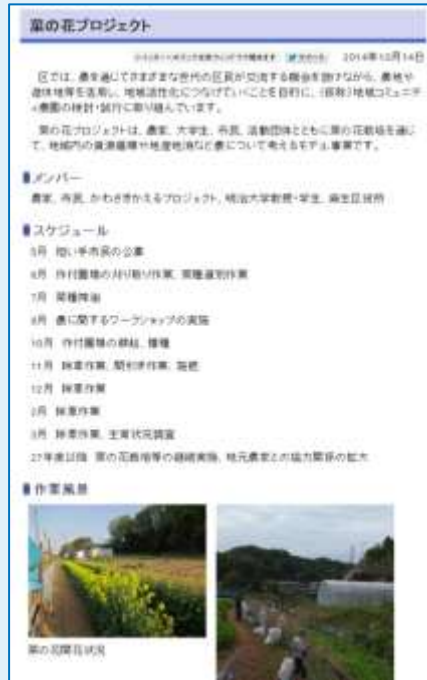 菜の花プロジェクト
2014年10月14日
区では、農を通じてさまざまな世代の区民が交流する機会を設けながら、農地や
遊休地等を活用し、地域活性化につなげていくことを目的に、(仮称)地域コミュニテ
ィ農園の検討・試行に取り組んでいます。
菜の花プロジェクトは、農家、大学生、市民、活動団体とともに菜の花栽培を通じ
て、地域内の資源循環や地産地消など農について考えるモデル事業です。
メンバー
農家、市民、かわさきかえるプロジェクト、明治大学教授・学生、麻生区役所
スケジュール
5月 担い手市民の公募
6月 作付圃場の刈り取り作業、菜種選別作業
7月 菜種搾油
9月 農に関するワークショップの実施
10月 作付圃場の耕耘、播種
11月 除草作業、間引き作業、施肥
12月 除草作業
2月 除草作業
3月 除草作業、生育状況調査
27年度以降 菜の花栽培等の継続実施、地元農家との協力関係の拡大
作業風景
菜の花開花状況